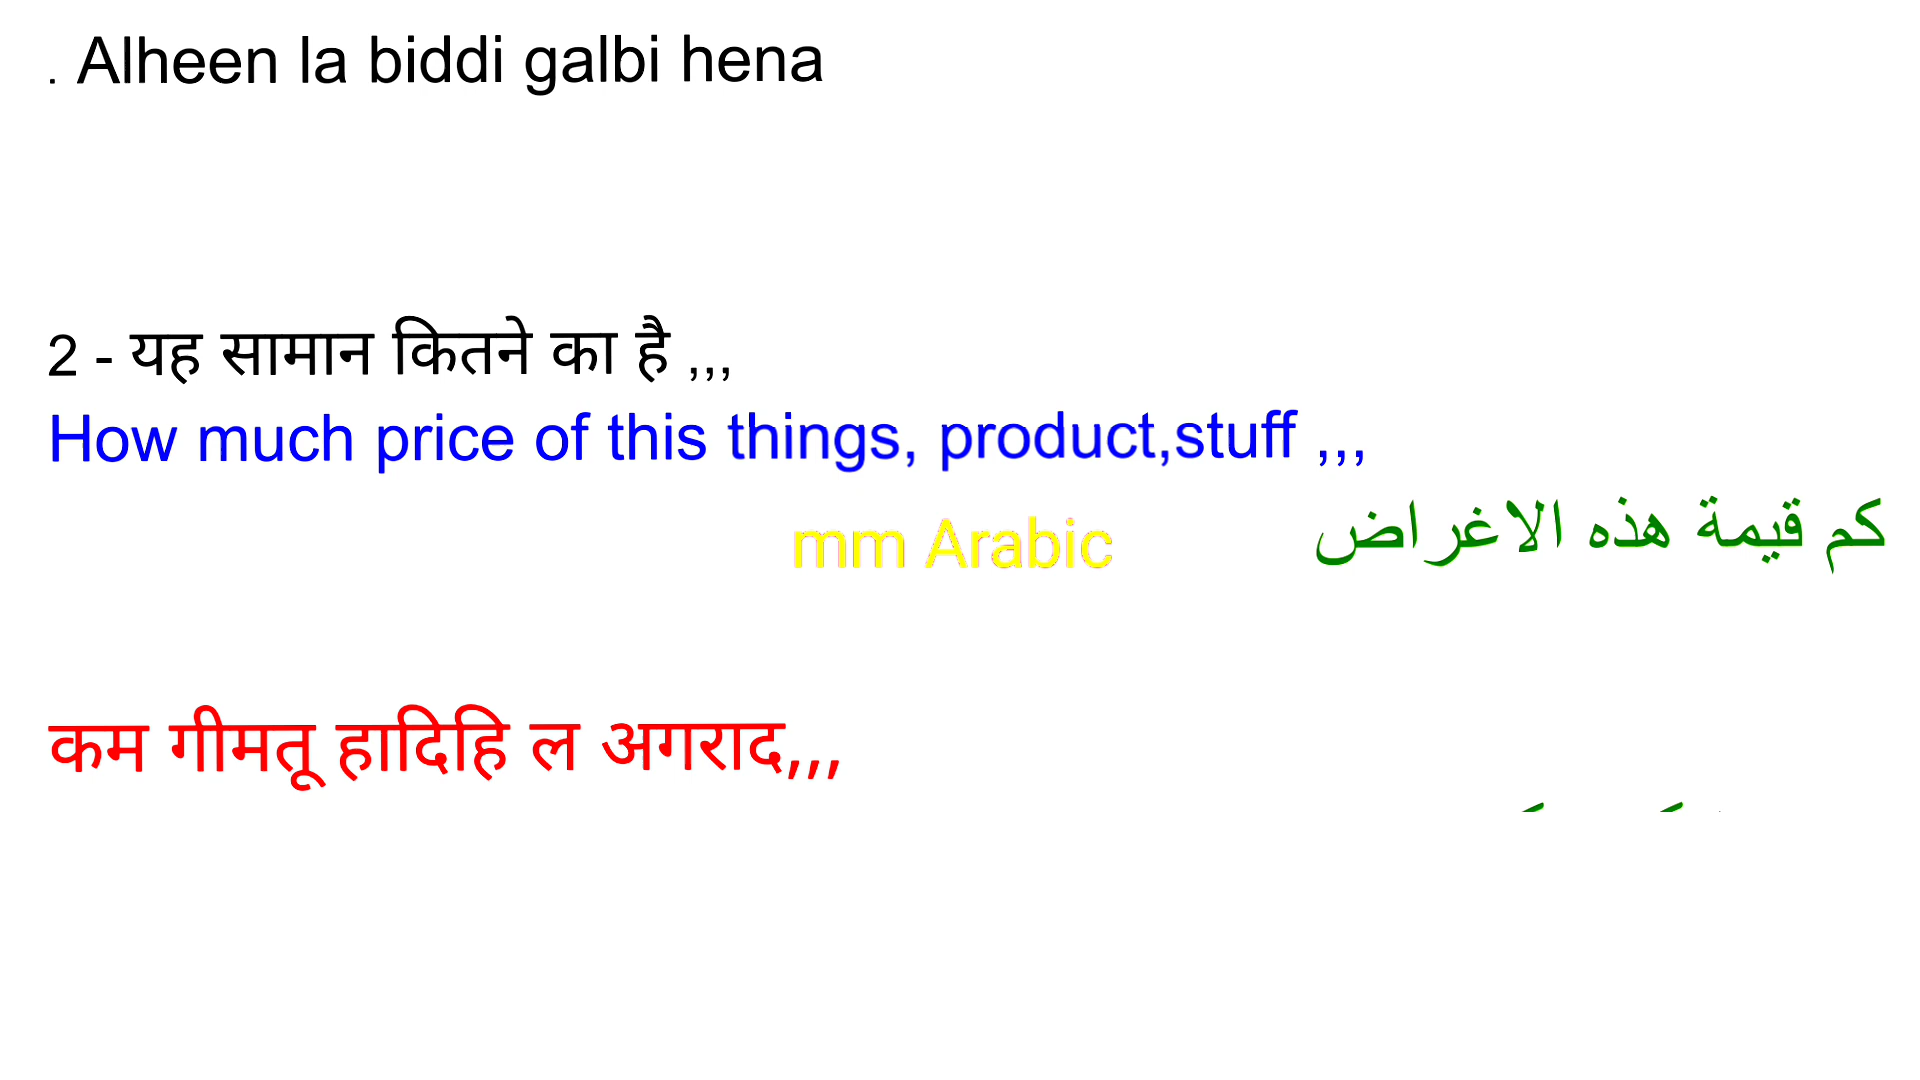 . Alheen la biddi galbi hena
2 - यह सामान कितने का है ,,,
How much price of this things, product,stuff ,,,
كم قيمة هذه الاغراض
mm Arabic
कम गीमतू हादिहि ल अगराद,,,